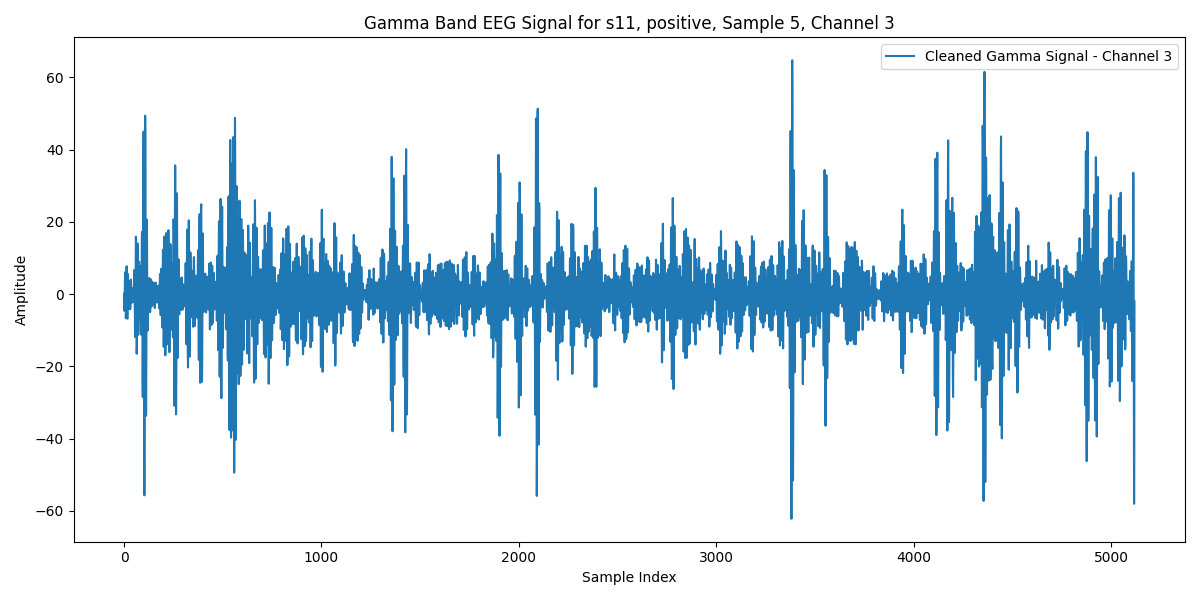 Gamma Band EEG Signal for s11, positive, Sample 5, Channel 3
Cleaned Gamma Signal - Channel 3
Amplitude
60
40
20
0
−20
−40
−60
0 1000 2000 3000 4000 5000
Sample Index